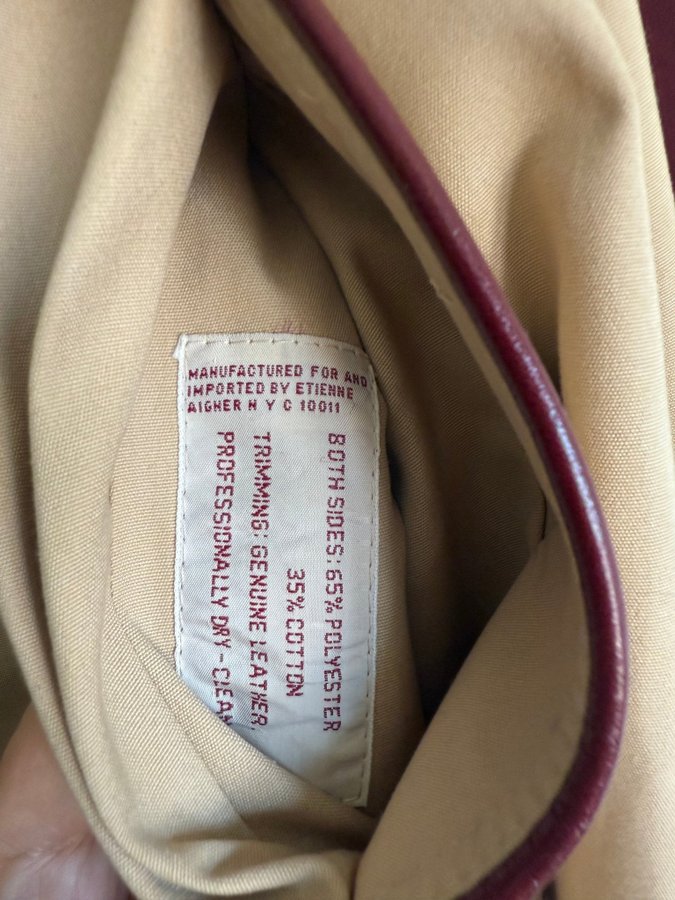 MANUFACTURED FOR AND
IMPORTED BY ETIENNE
AIGNER N Y C 10011
BOTH SIDES: 65% POLYESTER
35% COTTON
TRIMMING: GENUINE LEATHER,
PROFESSIONALLY DRY-CLEAN